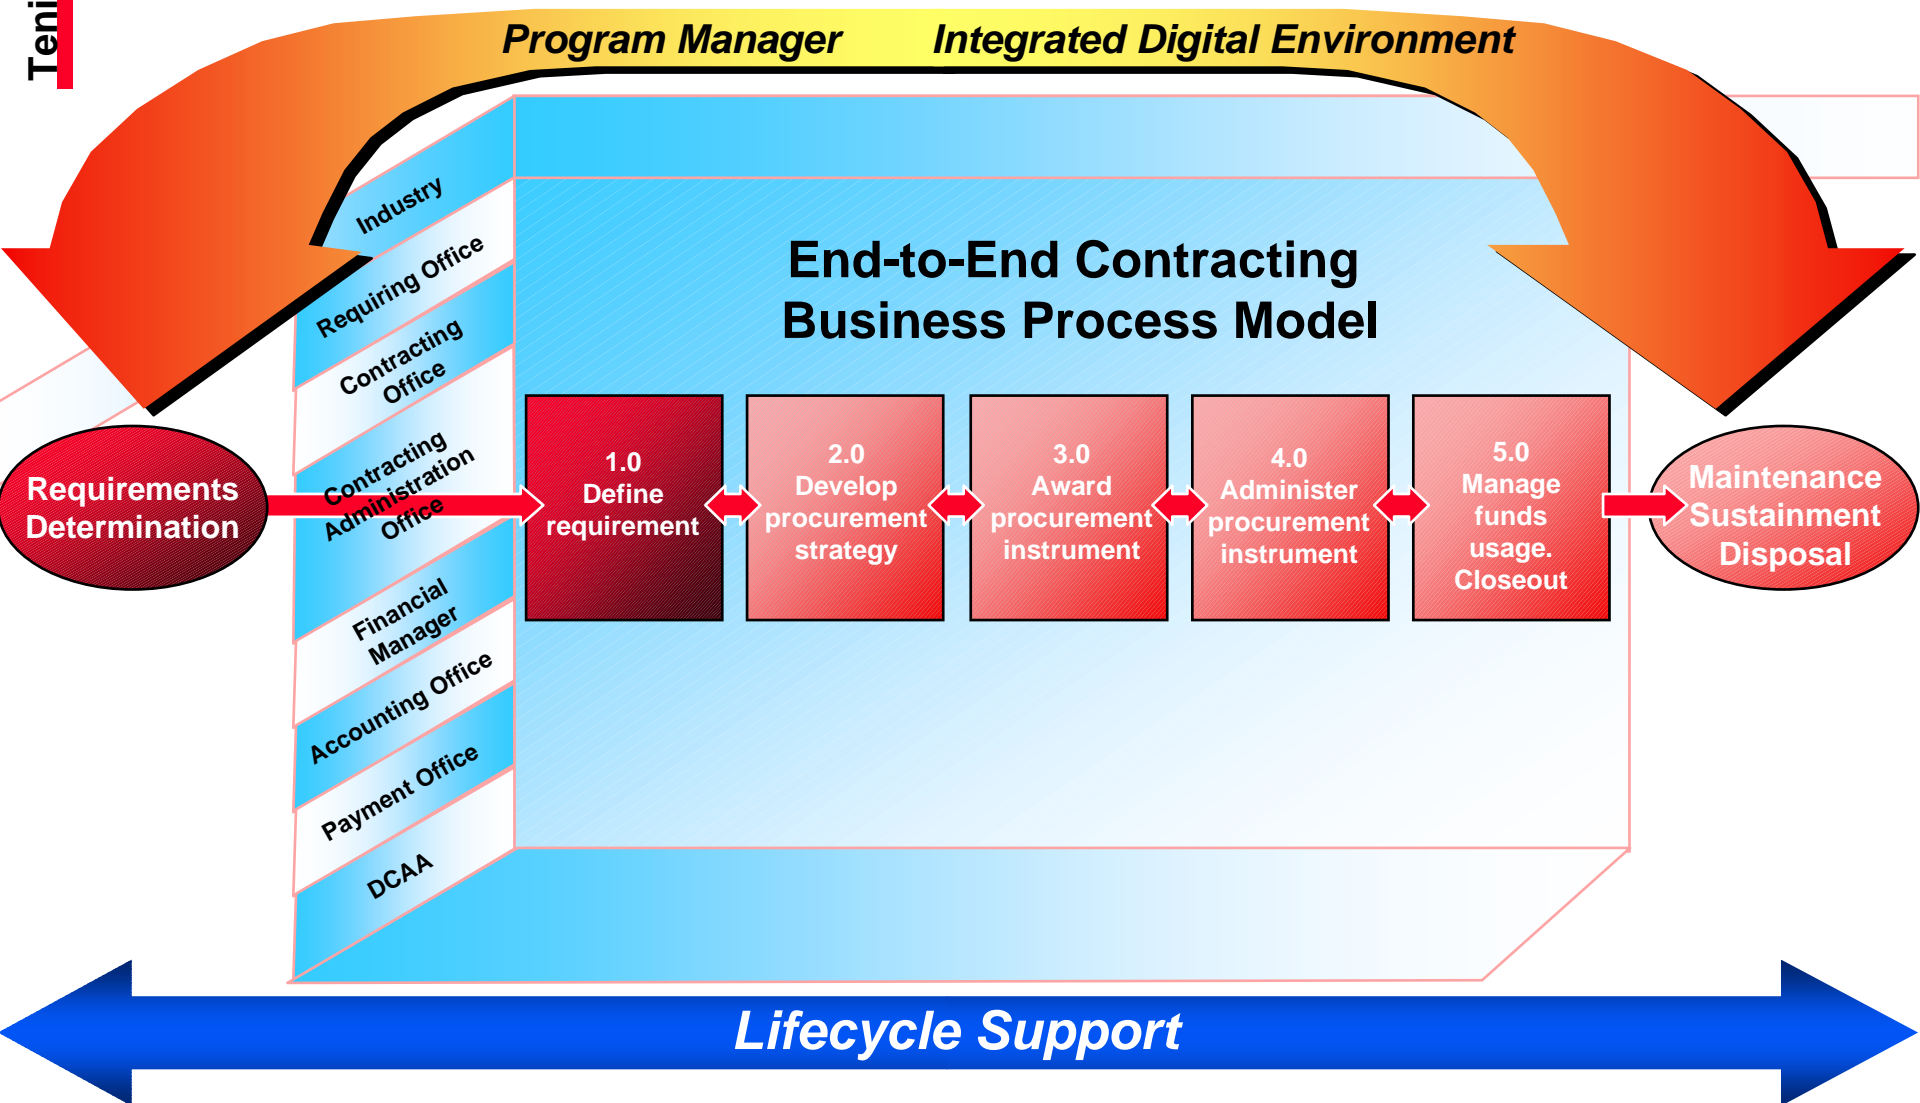 Teni
Program Manager Integrated Digital Environment
Industry
Requiring Office
Contracting
Office
Contracting
Administration
Office
Financial
Manager
Accounting Office
Payment Office
DCAA
End-to-End Contracting
Business Process Model
Requirements
Determination
1.0
Define
requirement
2.0
Develop
procurement
strategy
3.0
Award
procurement
instrument
4.0
Administer
procurement
instrument
5.0
Manage
funds
usage.
Closeout
Maintenance
Sustainment
Disposal
Lifecycle Support